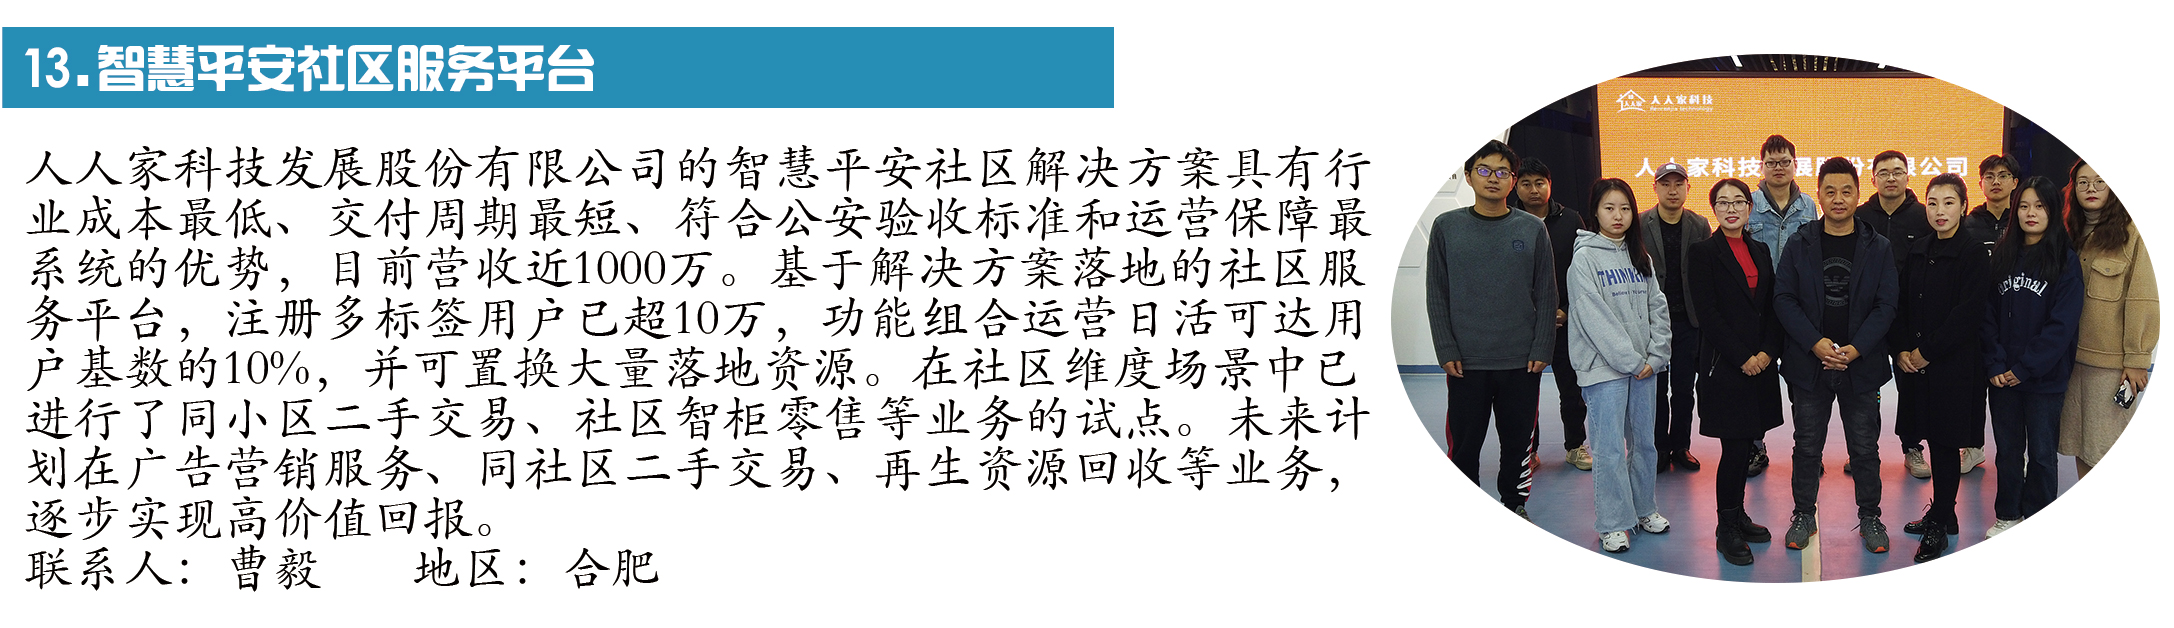 13.智慧平安社区服务平台
人人家科技发展股份有限公司的智慧平安社区解决方案具有行
业成本最低、交付周期最短、符合公安验收标准和运营保障最
系统的优势，目前营收近1000万。基于解决方案落地的社区服
务平台，注册多标签用户已超10万，功能组合运营日活可达用
户基数的10%，并可置换大量落地资源。在社区维度场景中已
进行了同小区二手交易、社区智柜零售等业务的试点。未来计
划在广告营销服务、同社区二手交易、再生资源回收等业务，
逐步实现高价值回报。
联系人：曹毅 地区：合肥
人人家科技
Renrenjia technology
人人家科技 展股份有限公司
THIN
Original